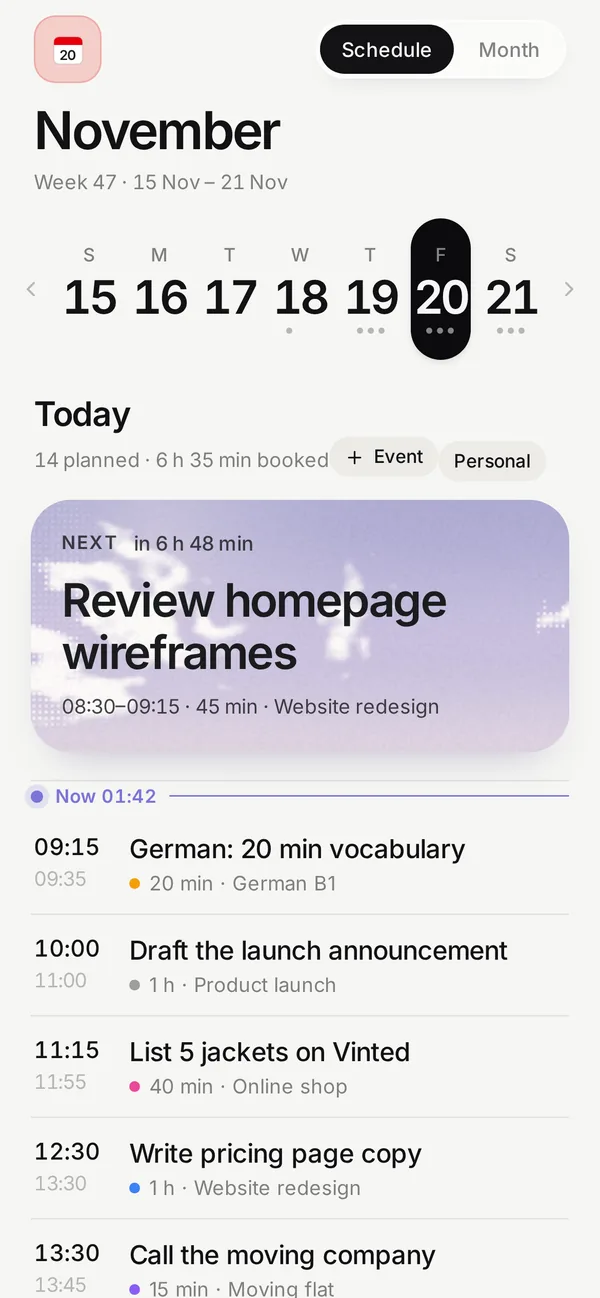 20
Schedule
Month
November
Week 47 · 15 Nov – 21 Nov
S M T W T F S
15 16 17 18 19 20 21
Today
14 planned · 6 h 35 min booked
+ Event
Personal
NEXT in 6 h 48 min
Review homepage
wireframes
08:30–09:15 · 45 min · Website redesign
Now 01:42
09:15 German: 20 min vocabulary
09:35 20 min · German B1
10:00 Draft the launch announcement
11:00 1 h · Product launch
11:15 List 5 jackets on Vinted
11:55 40 min · Online shop
12:30 Write pricing page copy
13:30 1 h · Website redesign
13:30 Call the moving company
13:45 15 min · Moving flat